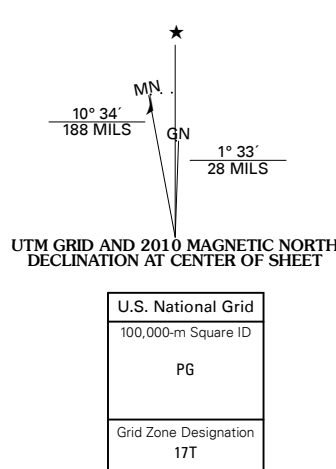 ★
MN
GN
10° 34´
188 MILS
1° 33´
28 MILS
UTM GRID AND 2010 MAGNETIC NORTH
DECLINATION AT CENTER OF SHEET
U.S. National Grid
100,000-m Square ID
PG
Grid Zone Designation
17T